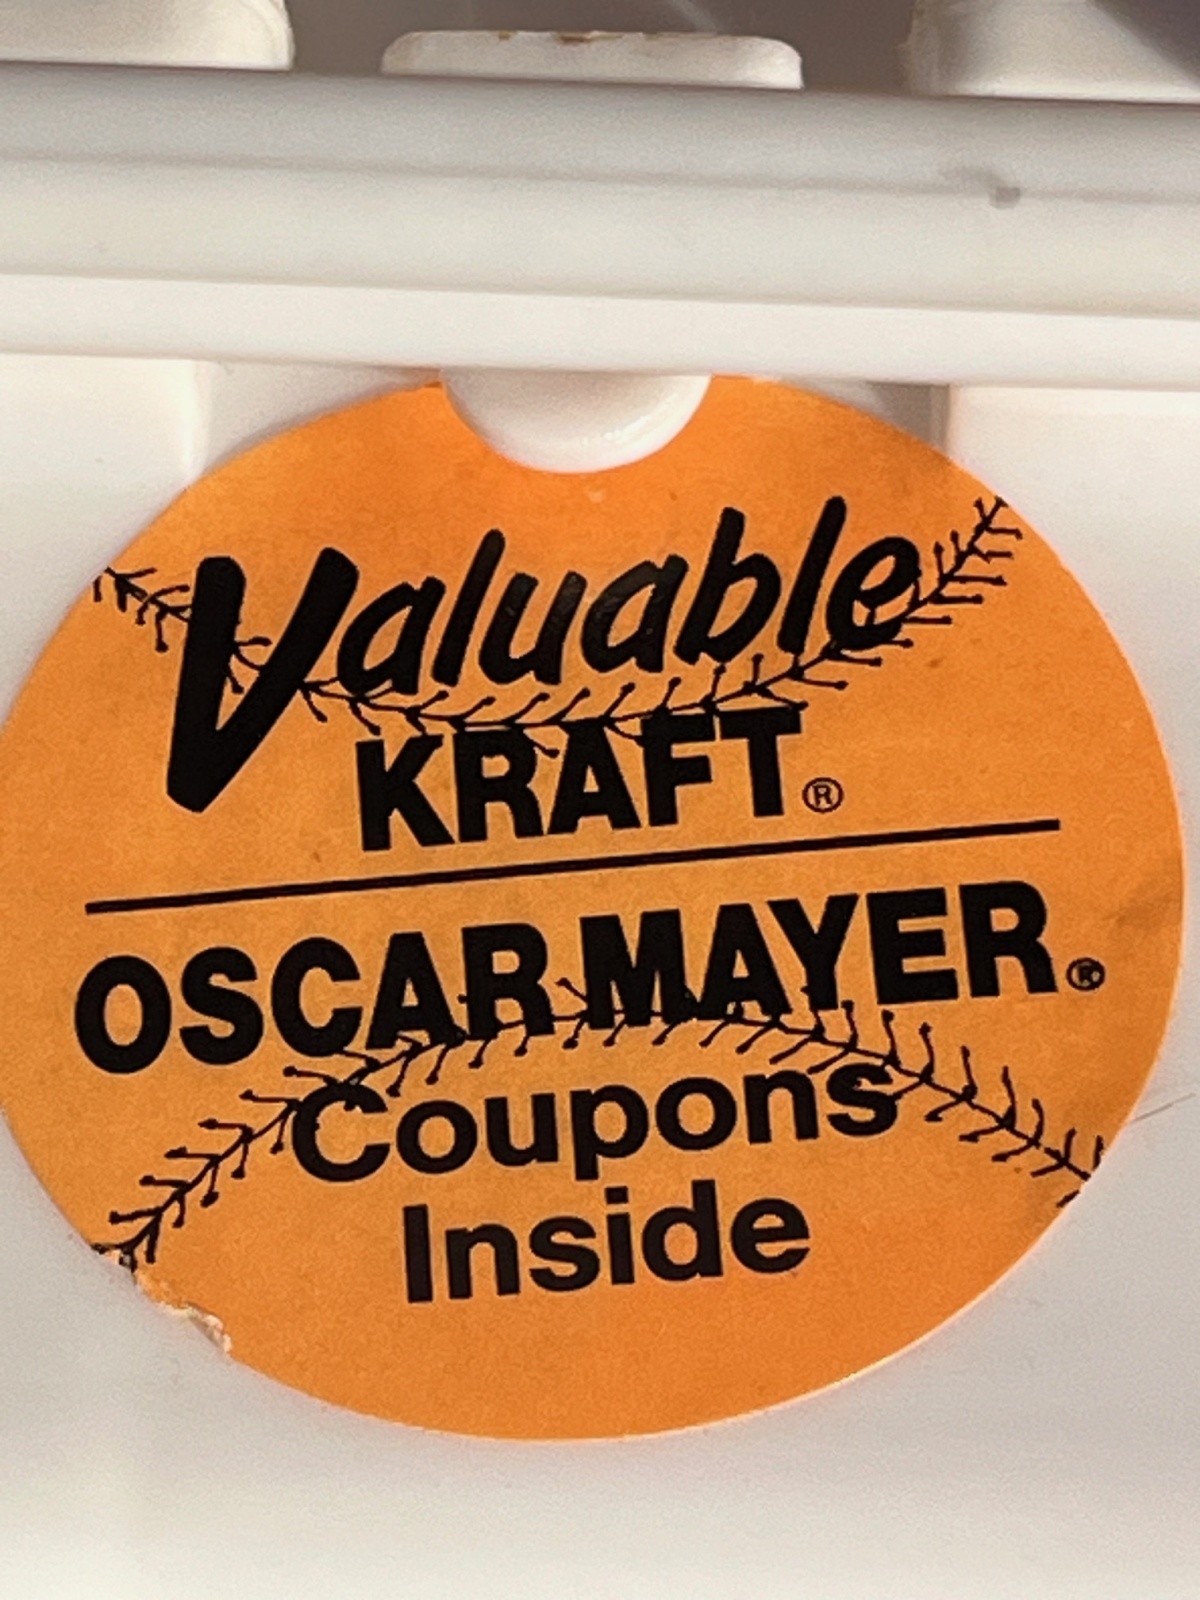 Valuable
KRAFT®
OSCAR MAYER®
Coupons
Inside